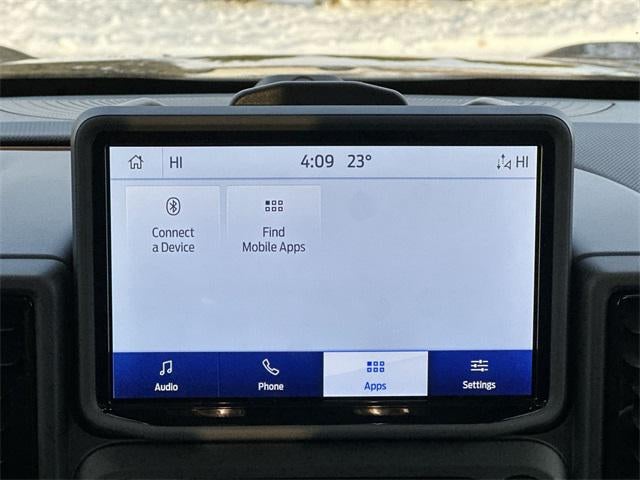 HI 4:09 23° HI
Connect
a Device
Find
Mobile Apps
Audio Phone Apps Settings